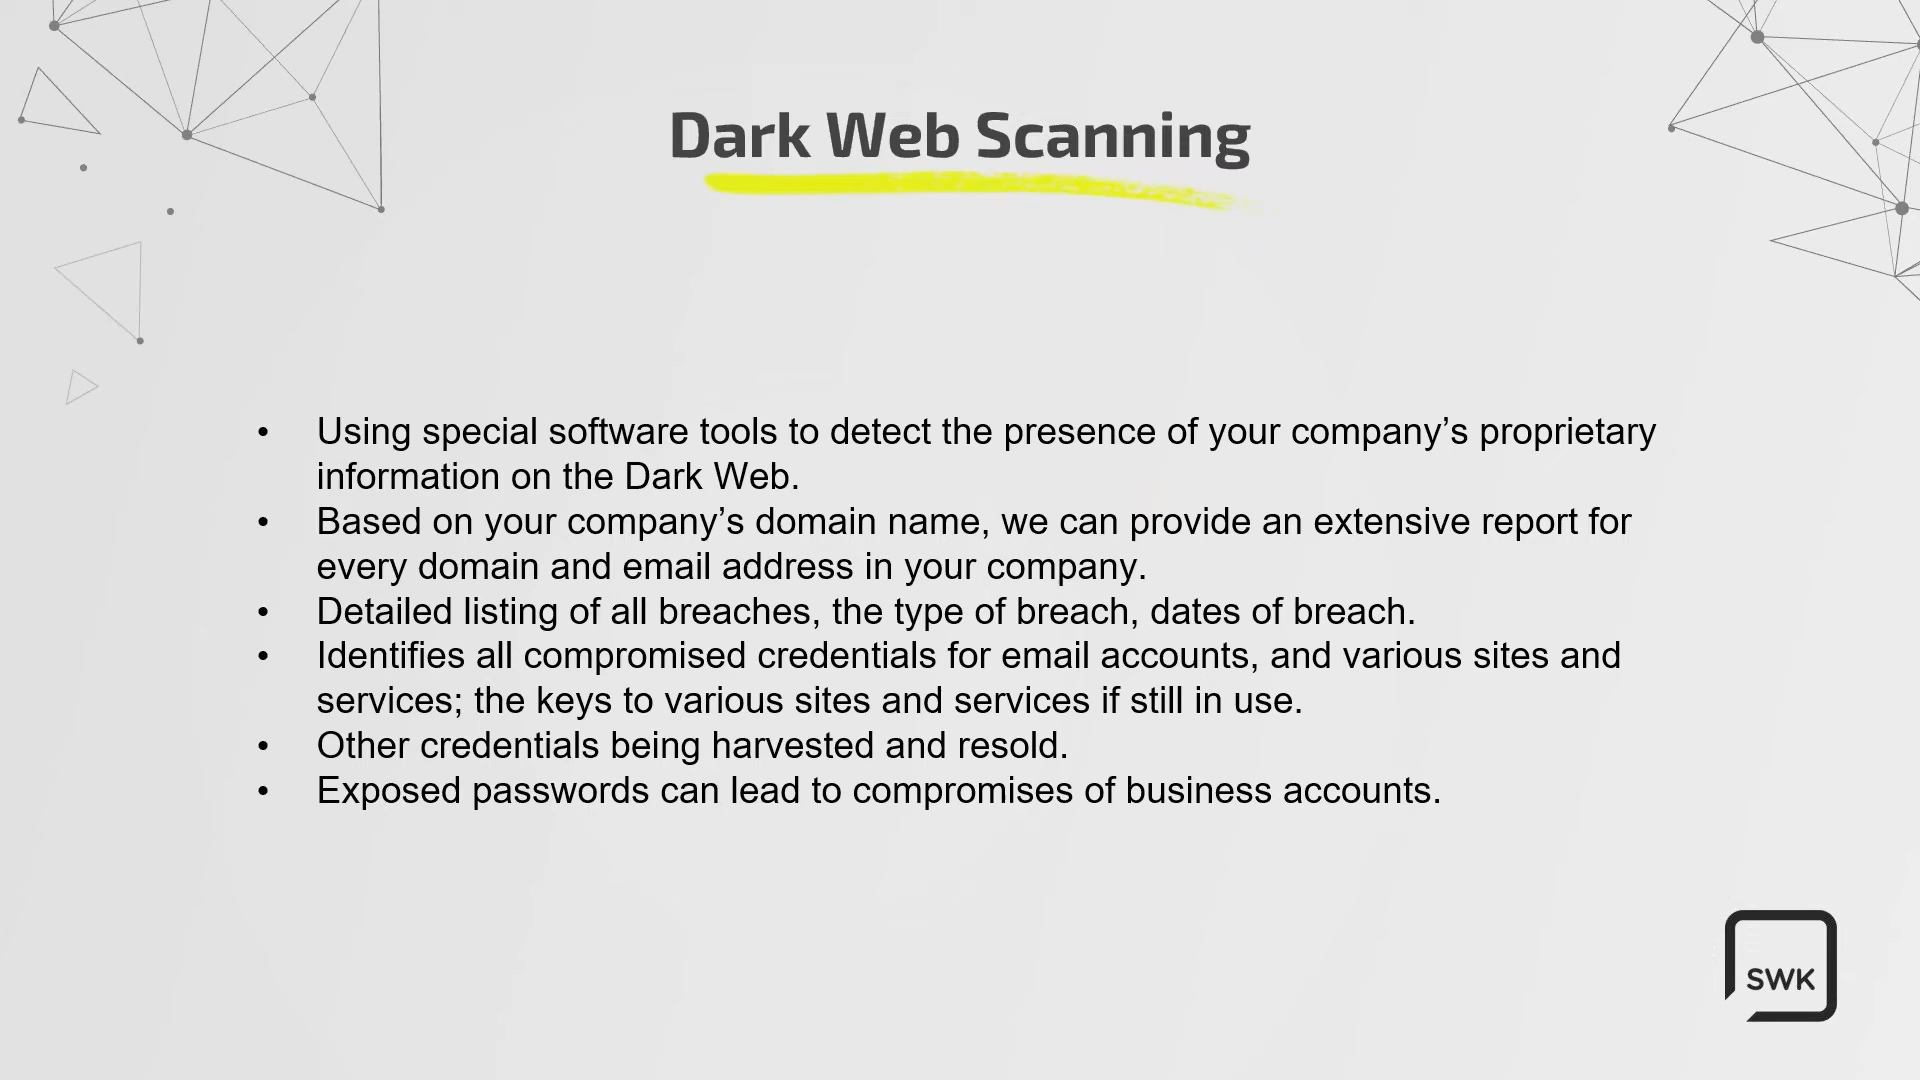 Dark Web Scanning
• Using special software tools to detect the presence of your company’s proprietary
information on the Dark Web.
• Based on your company’s domain name, we can provide an extensive report for
every domain and email address in your company.
• Detailed listing of all breaches, the type of breach, dates of breach.
• Identifies all compromised credentials for email accounts, and various sites and
services; the keys to various sites and services if still in use.
• Other credentials being harvested and resold.
• Exposed passwords can lead to compromises of business accounts.
SWK